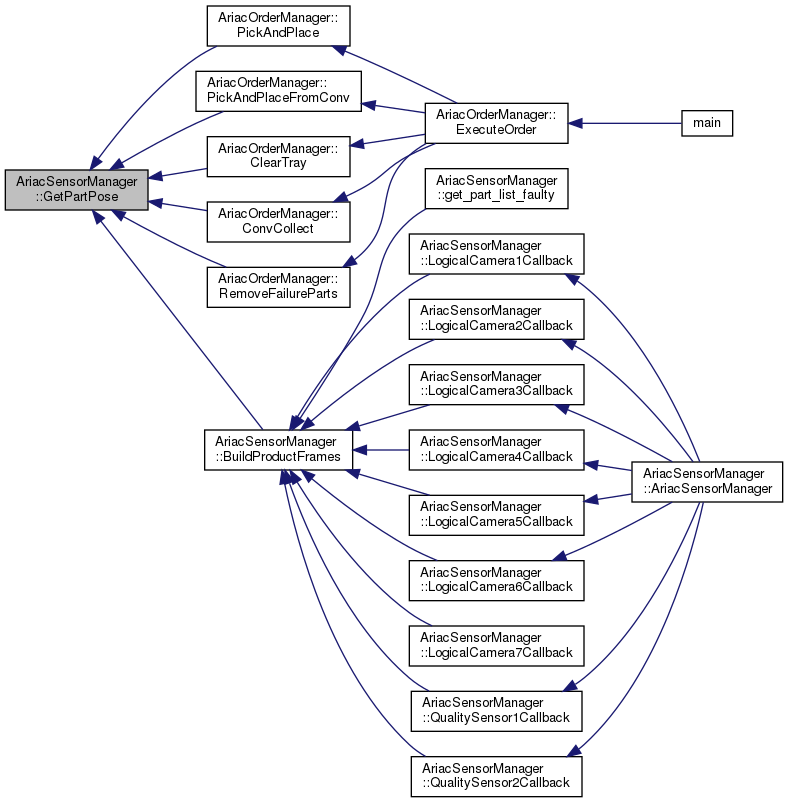 AriacOrderManager::
PickAndPlace
AriacOrderManager::
PickAndPlaceFromConv
AriacOrderManager::
ExecuteOrder
main
AriacOrderManager::
ClearTray
AriacSensorManager
::GetPartPose
AriacSensorManager
::get_part_list_faulty
AriacOrderManager::
ConvCollect
AriacSensorManager
::LogicalCamera1Callback
AriacOrderManager::
RemoveFailureParts
AriacSensorManager
::LogicalCamera2Callback
AriacSensorManager
::LogicalCamera3Callback
AriacSensorManager
::BuildProductFrames
AriacSensorManager
::LogicalCamera4Callback
AriacSensorManager
::AriacSensorManager
AriacSensorManager
::LogicalCamera5Callback
AriacSensorManager
::LogicalCamera6Callback
AriacSensorManager
::LogicalCamera7Callback
AriacSensorManager
::QualitySensor1Callback
AriacSensorManager
::QualitySensor2Callback